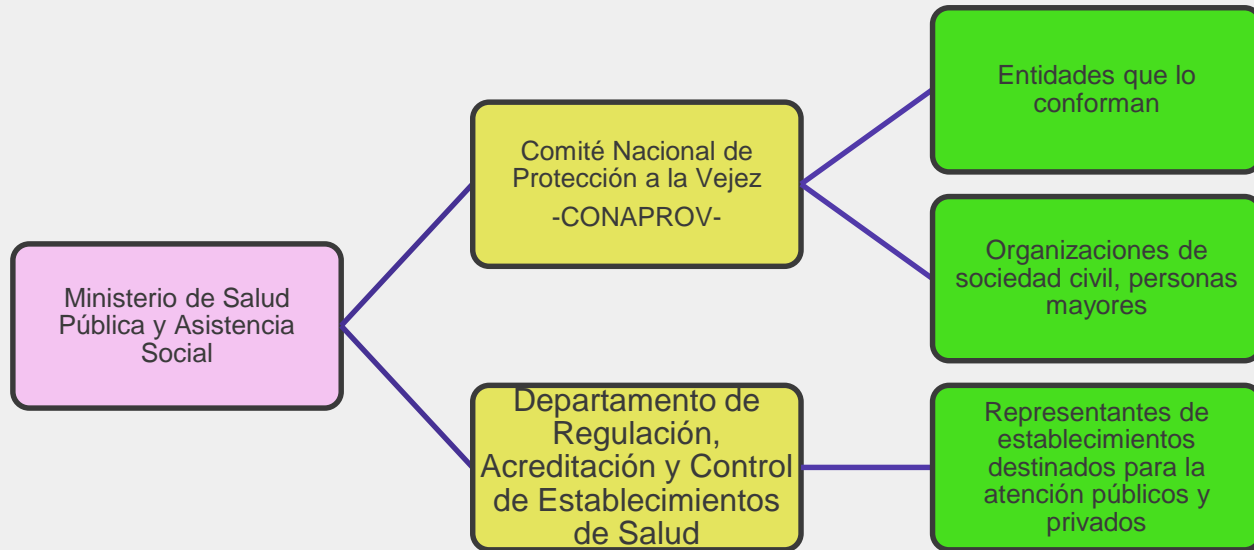 Ministerio de Salud
Pública y Asistencia
Social
Comité Nacional de
Protección a la Vejez
-CONAPROV-
Entidades que lo
conforman
Organizaciones de
sociedad civil, personas
mayores
Departamento de
Regulación,
Acreditación y Control
de Establecimientos
de Salud
Representantes de
establecimientos
destinados para la
atención públicos y
privados